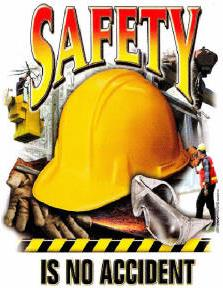 SAFETY
IS NO ACCIDENT